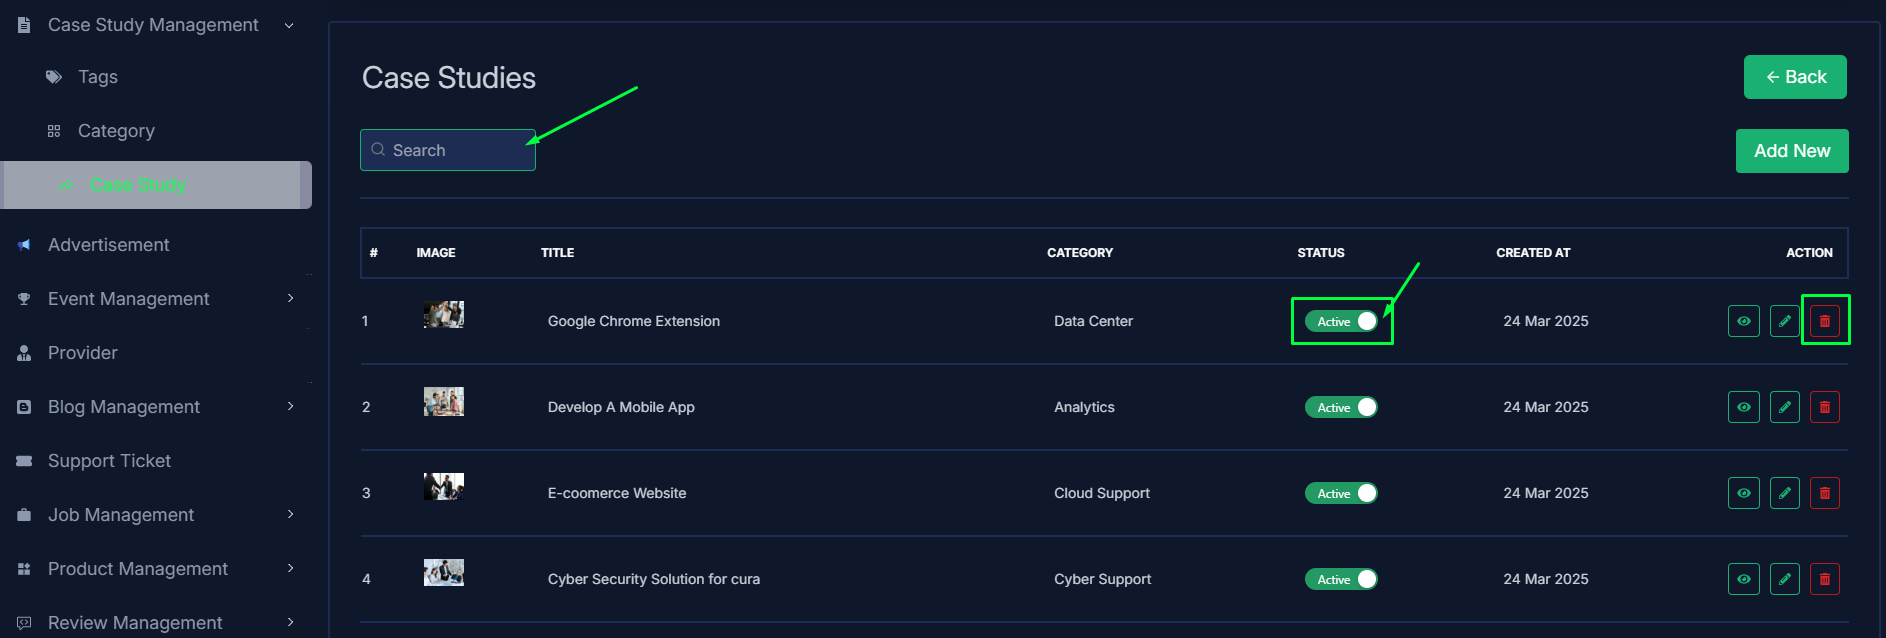 Case Study Management
Tags
Category
Case Study
Advertisement
Event Management
Provider
Blog Management
Support Ticket
Job Management
Product Management
Review Management
Case Studies
← Back
Search
Add New
# IMAGE TITLE CATEGORY STATUS CREATED AT ACTION
1 Google Chrome Extension Data Center Active 24 Mar 2025
2 Develop A Mobile App Analytics Active 24 Mar 2025
3 E-coomerce Website Cloud Support Active 24 Mar 2025
4 Cyber Security Solution for cura Cyber Support Active 24 Mar 2025